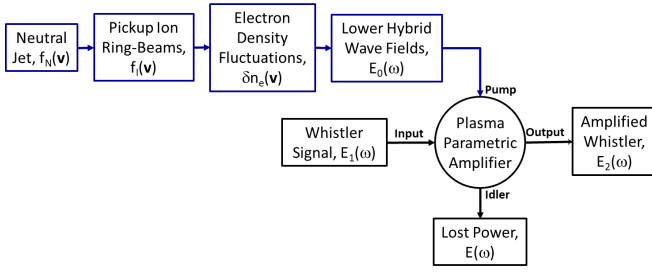 Neutral
Jet, f_N(v)
Pickup Ion
Ring-Beams,
f_I(v)
Electron
Density
Fluctuations,
δn_e(v)
Lower Hybrid
Wave Fields,
E_0(ω)
Pump
Whistler
Signal, E_1(ω)
Input
Plasma
Parametric
Amplifier
Output
Amplified
Whistler,
E_2(ω)
Idler
Lost Power,
E(ω)